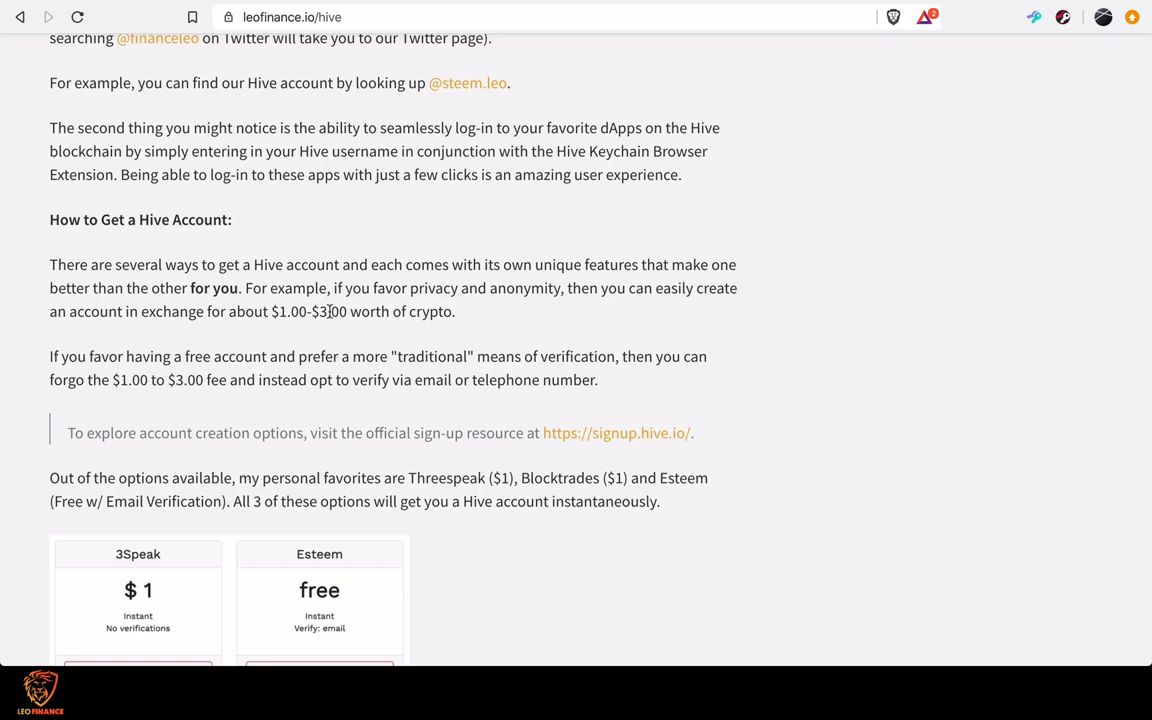 leofinance.io/hive
2
searching @financeleo on Twitter will take you to our Twitter page).
For example, you can find our Hive account by looking up @steem.leo.
The second thing you might notice is the ability to seamlessly log-in to your favorite dApps on the Hive
blockchain by simply entering in your Hive username in conjunction with the Hive Keychain Browser
Extension. Being able to log-in to these apps with just a few clicks is an amazing user experience.
How to Get a Hive Account:
There are several ways to get a Hive account and each comes with its own unique features that make one
better than the other for you. For example, if you favor privacy and anonymity, then you can easily create
an account in exchange for about $1.00-$3.00 worth of crypto.
If you favor having a free account and prefer a more "traditional" means of verification, then you can
forgo the $1.00 to $3.00 fee and instead opt to verify via email or telephone number.
To explore account creation options, visit the official sign-up resource at https://signup.hive.io/.
Out of the options available, my personal favorites are Threespeak ($1), Blocktrades ($1) and Esteem
(Free w/ Email Verification). All 3 of these options will get you a Hive account instantaneously.
3Speak
$ 1
Instant
No verifications
Esteem
free
Instant
Verify: email
LEO FINANCE